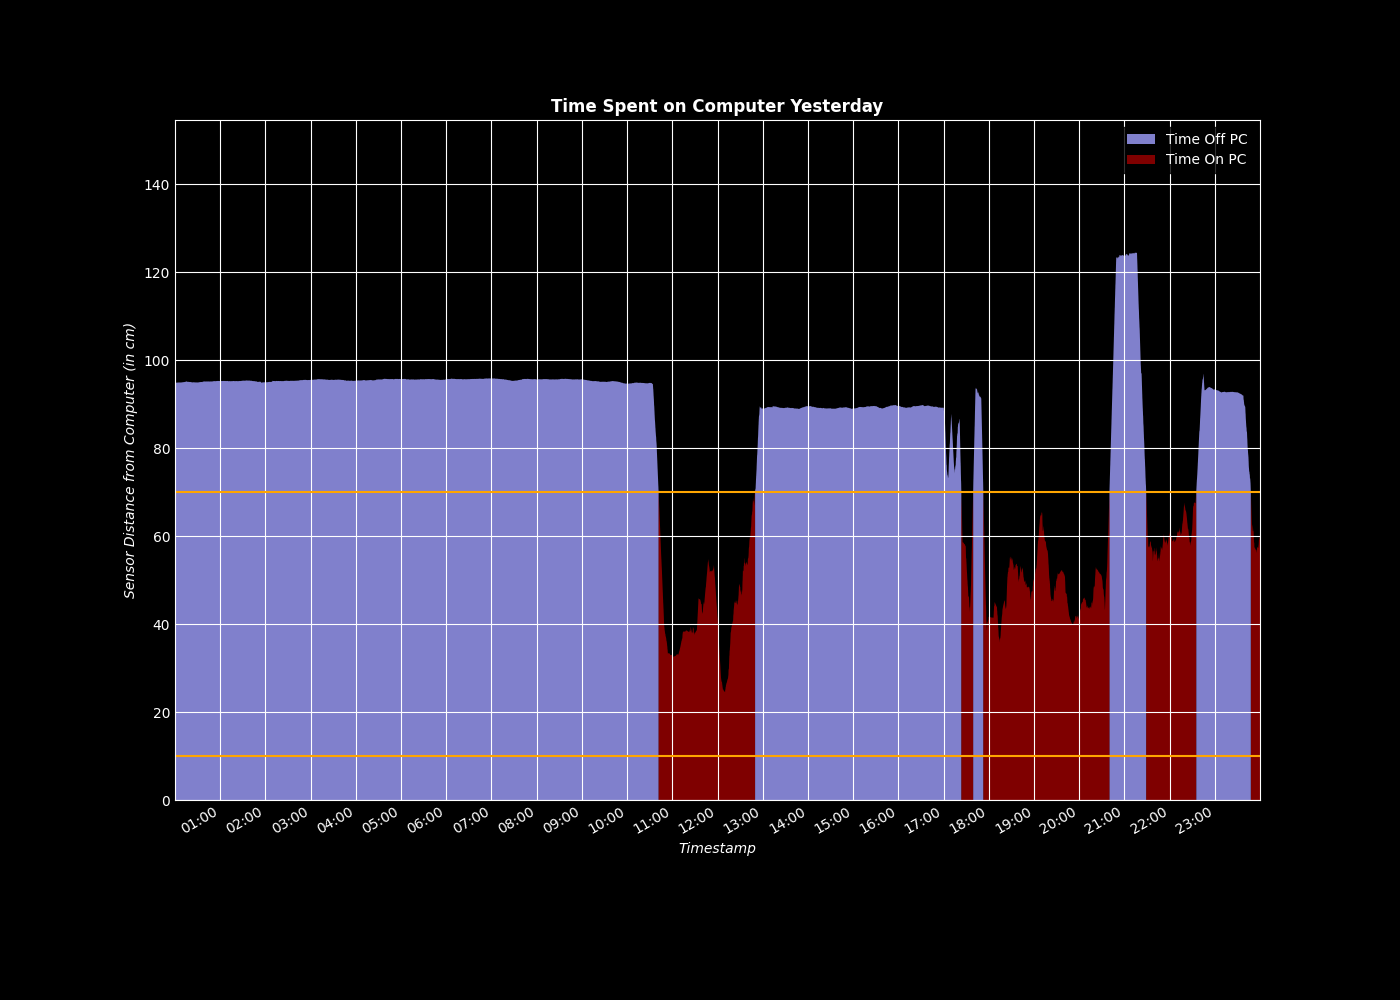 Time Spent on Computer Yesterday
Time Off PC
Time On PC
140
120
100
80
60
40
20
0
Sensor Distance from Computer (in cm)
01:00 02:00 03:00 04:00 05:00 06:00 07:00 08:00 09:00 10:00 11:00 12:00 13:00 14:00 15:00 16:00 17:00 18:00 19:00 20:00 21:00 22:00 23:00
Timestamp